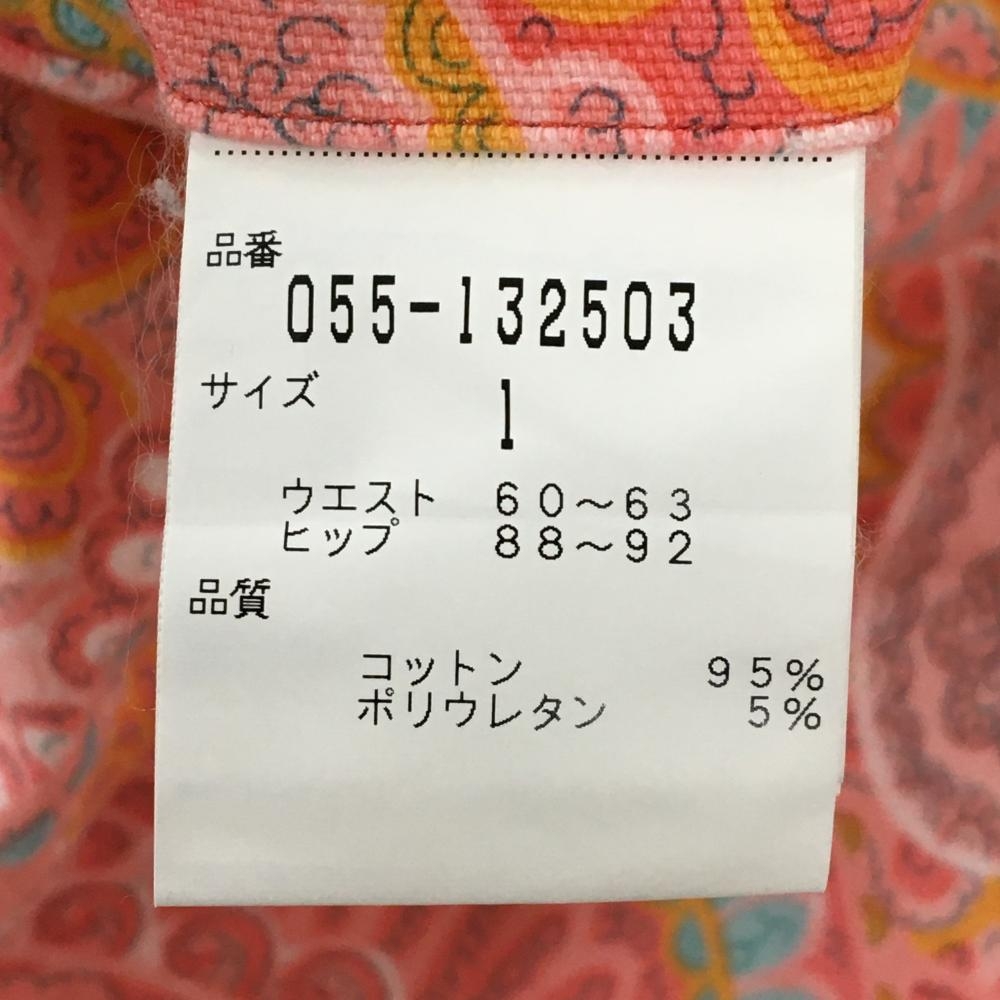 品番
055-132503
サイズ
1
ウエスト 60～63
ヒップ 88～92
品質
コットン 95%
ポリウレタン 5%